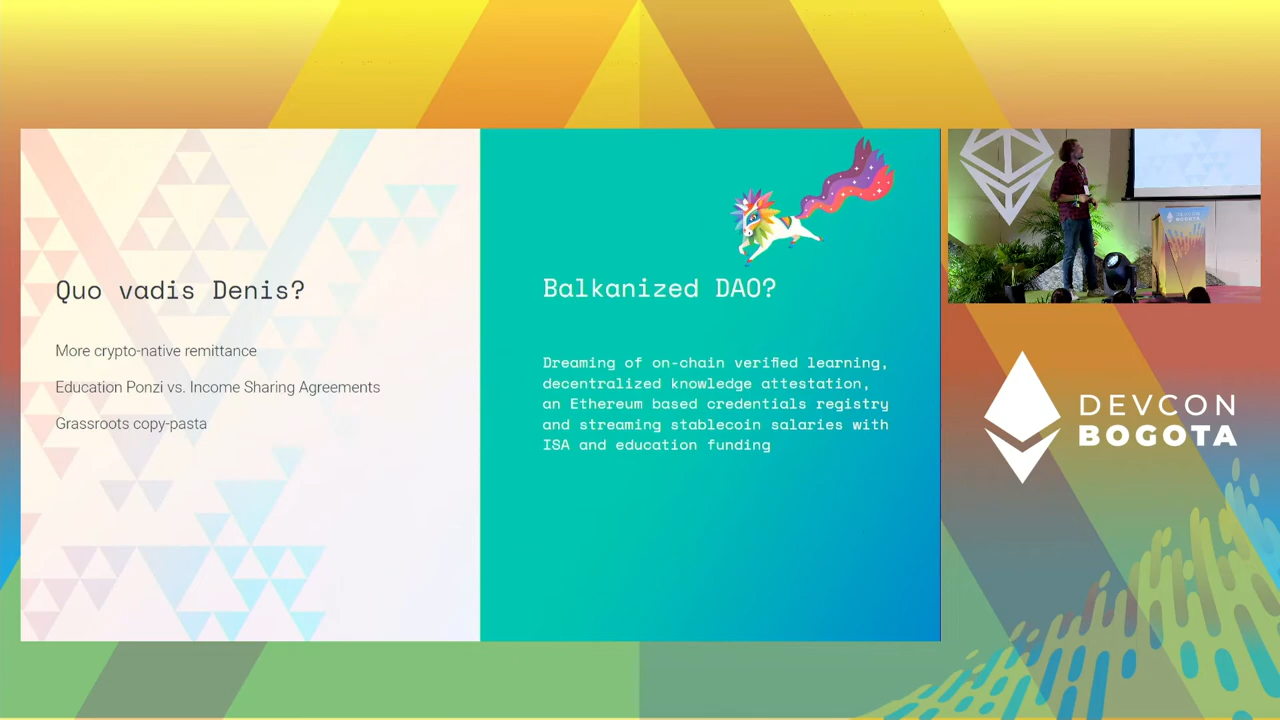 Quo vadis Denis?
More crypto-native remittance
Education Ponzi vs. Income Sharing Agreements
Grassroots copy-pasta
Balkanized DAO?
Dreaming of on-chain verified learning,
decentralized knowledge attestation,
an Ethereum based credentials registry
and streaming stablecoin salaries with
ISA and education funding
DEVCON
BOGOTA
DEVCON
BOGOTA